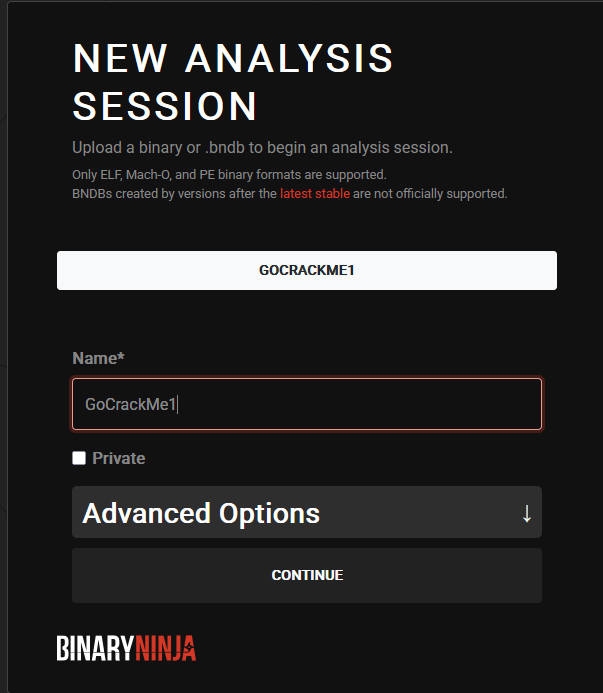 NEW ANALYSIS
SESSION
Upload a binary or .bndb to begin an analysis session.
Only ELF, Mach-O, and PE binary formats are supported.
BNDBs created by versions after the latest stable are not officially supported.
GOCRACKME1
Name*
GoCrackMe1
Private
Advanced Options ↓
CONTINUE
BINARYNINJA